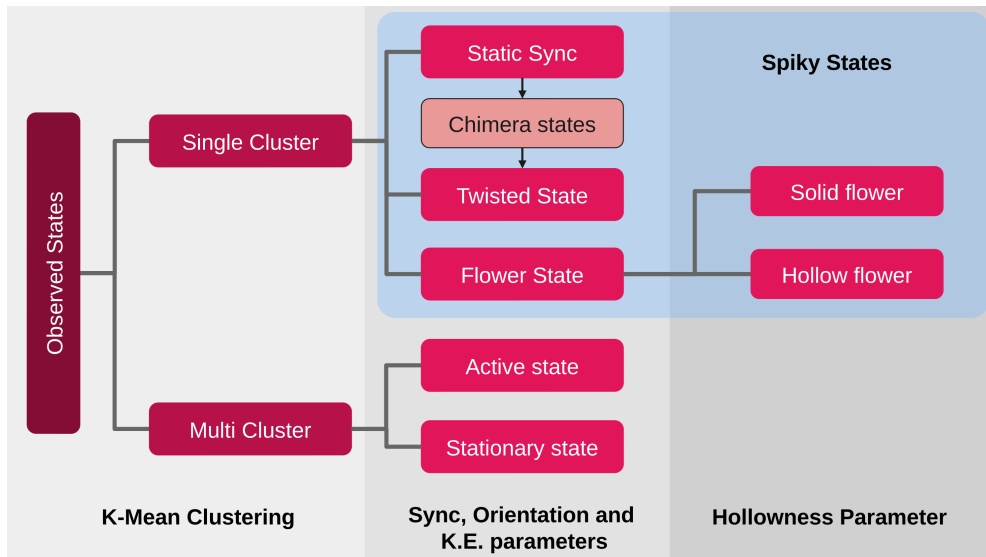 Observed States
Single Cluster
Multi Cluster
Static Sync
Chimera states
Twisted State
Flower State
Active state
Stationary state
Spiky States
Solid flower
Hollow flower
K-Mean Clustering
Sync, Orientation and
K.E. parameters
Hollowness Parameter